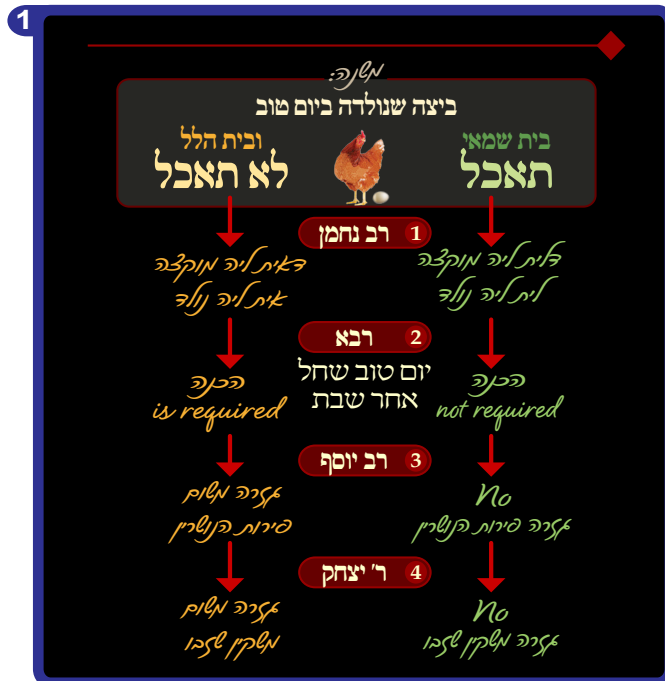 1
משנה:
ביצה שנולדה ביום טוב
בית שמאי
תאכל
ובית הלל
לא תאכל
1 רב נחמן
דלית ליה מוקצה
לית ליה נולד
דאית ליה מוקצה
אית ליה נולד
2 רבא
יום טוב שחל
אחר שבת
הכנה
not required
הכנה
is required
3 רב יוסף
No
גזרה פירות הנושרין
גזרה משום
פירות הנושרין
4 ר' יצחק
No
גזרה משקין שזבו
גזרה משום
משקין שזבו